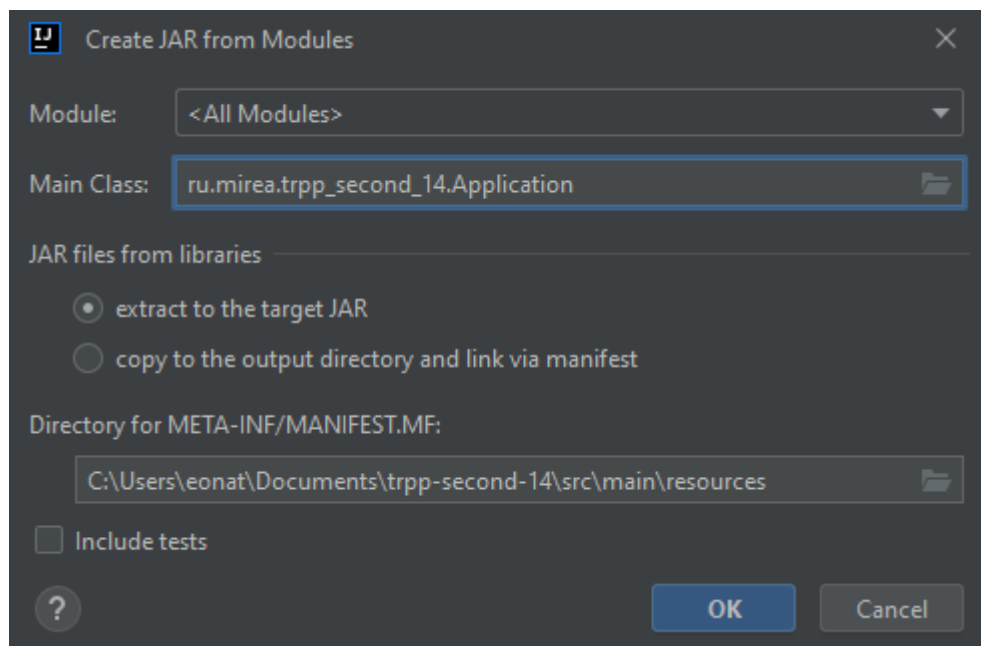 IJ
Create JAR from Modules
Module: <All Modules>
Main Class: ru.mirea.trpp_second_14.Application
JAR files from libraries
extract to the target JAR
copy to the output directory and link via manifest
Directory for META-INF/MANIFEST.MF:
C:\Users\eonat\Documents\trpp-second-14\src\main\resources
Include tests
? OK Cancel